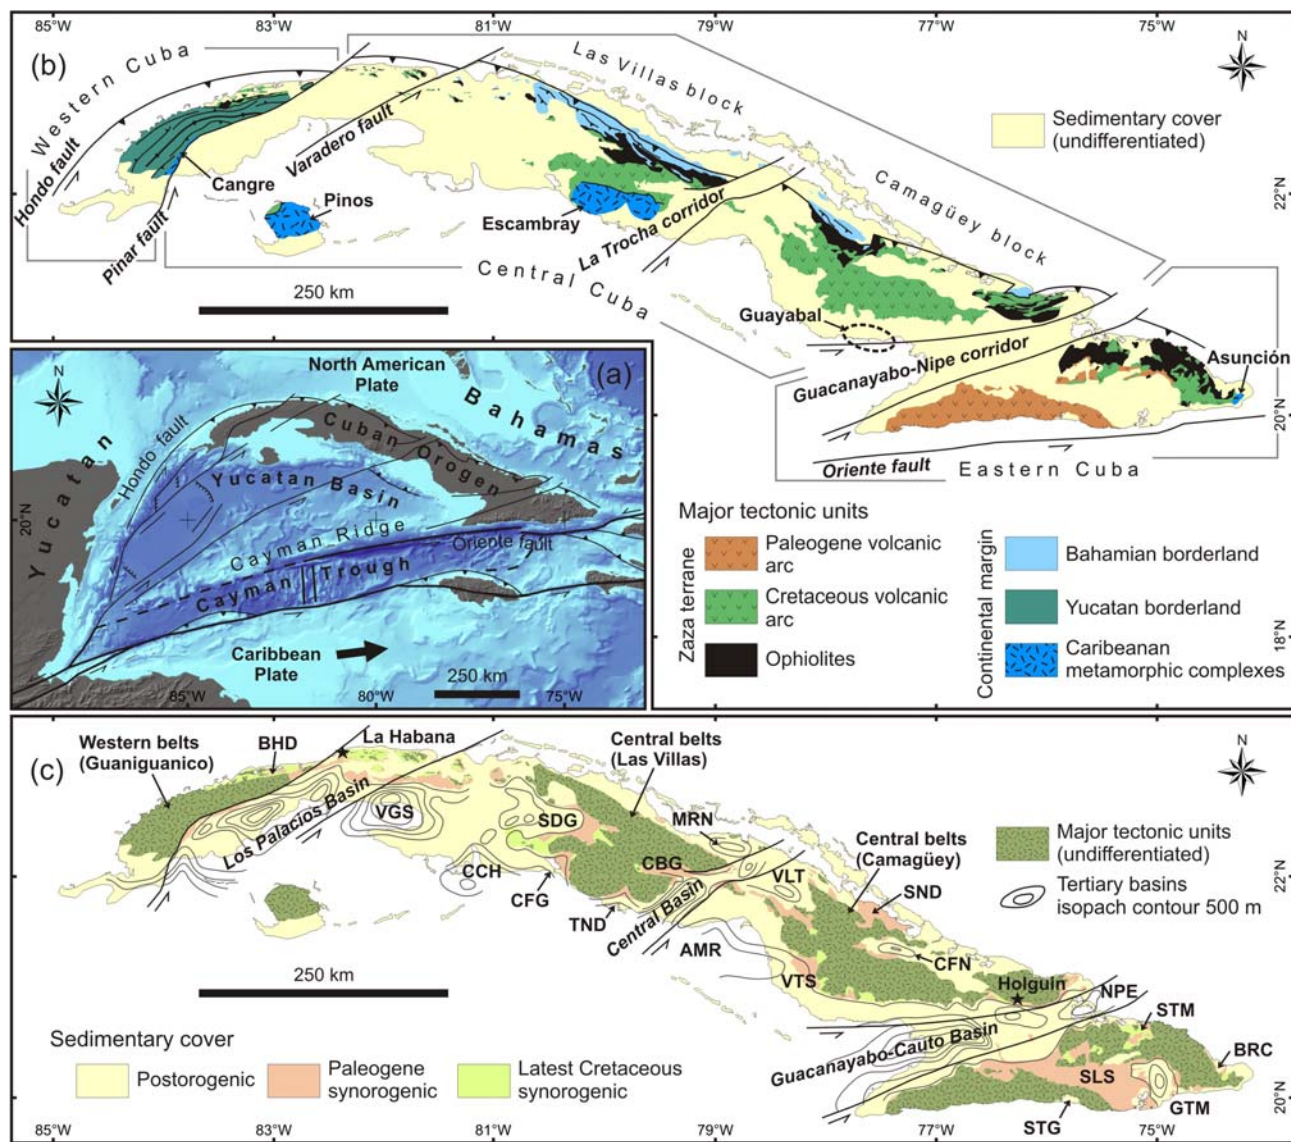 85°W
83°W
81°W
79°W
77°W
75°W
(b)
Western Cuba
Las Villas block
N
Sedimentary cover
(undifferentiated)
Hondo fault
Varadero fault
Cangre
Pinos
Pinar fault
Escambray
La Trocha corridor
Camagüey block
22°N
Central Cuba
250 km
Guayabal
Guacanayabo-Nipe corridor
Asunción
20°N
Oriente fault
Eastern Cuba
(a)
N
North American
Plate
Bahamas
Yucatan
Hondo fault
Cuban
Orogen
Yucatan Basin
20°N
Cayman Ridge
Oriente fault
Cayman Trough
Caribbean
Plate
250 km
85°W
80°W
75°W
Major tectonic units
Zaza terrane
Paleogene volcanic
arc
Cretaceous volcanic
arc
Ophiolites
Continental margin
Bahamian borderland
Yucatan borderland
Caribeanan
metamorphic complexes
18°N
(c)
Western belts
(Guaniguanico)
BHD
La Habana
Central belts
(Las Villas)
N
Los Palacios Basin
VGS
SDG
MRN
Central belts
(Camagüey)
Major tectonic units
(undifferentiated)
Tertiary basins
isopach contour 500 m
22°N
CCH
CFG
CBG
TND
Central Basin
VLT
SND
AMR
VTS
CFN
250 km
Holguín
NPE
STM
Guacanayabo-Cauto Basin
SLS
BRC
GTM
STG
20°N
Sedimentary cover
Postorogenic
Paleogene
synorogenic
Latest Cretaceous
synorogenic
85°W
83°W
81°W
79°W
77°W
75°W